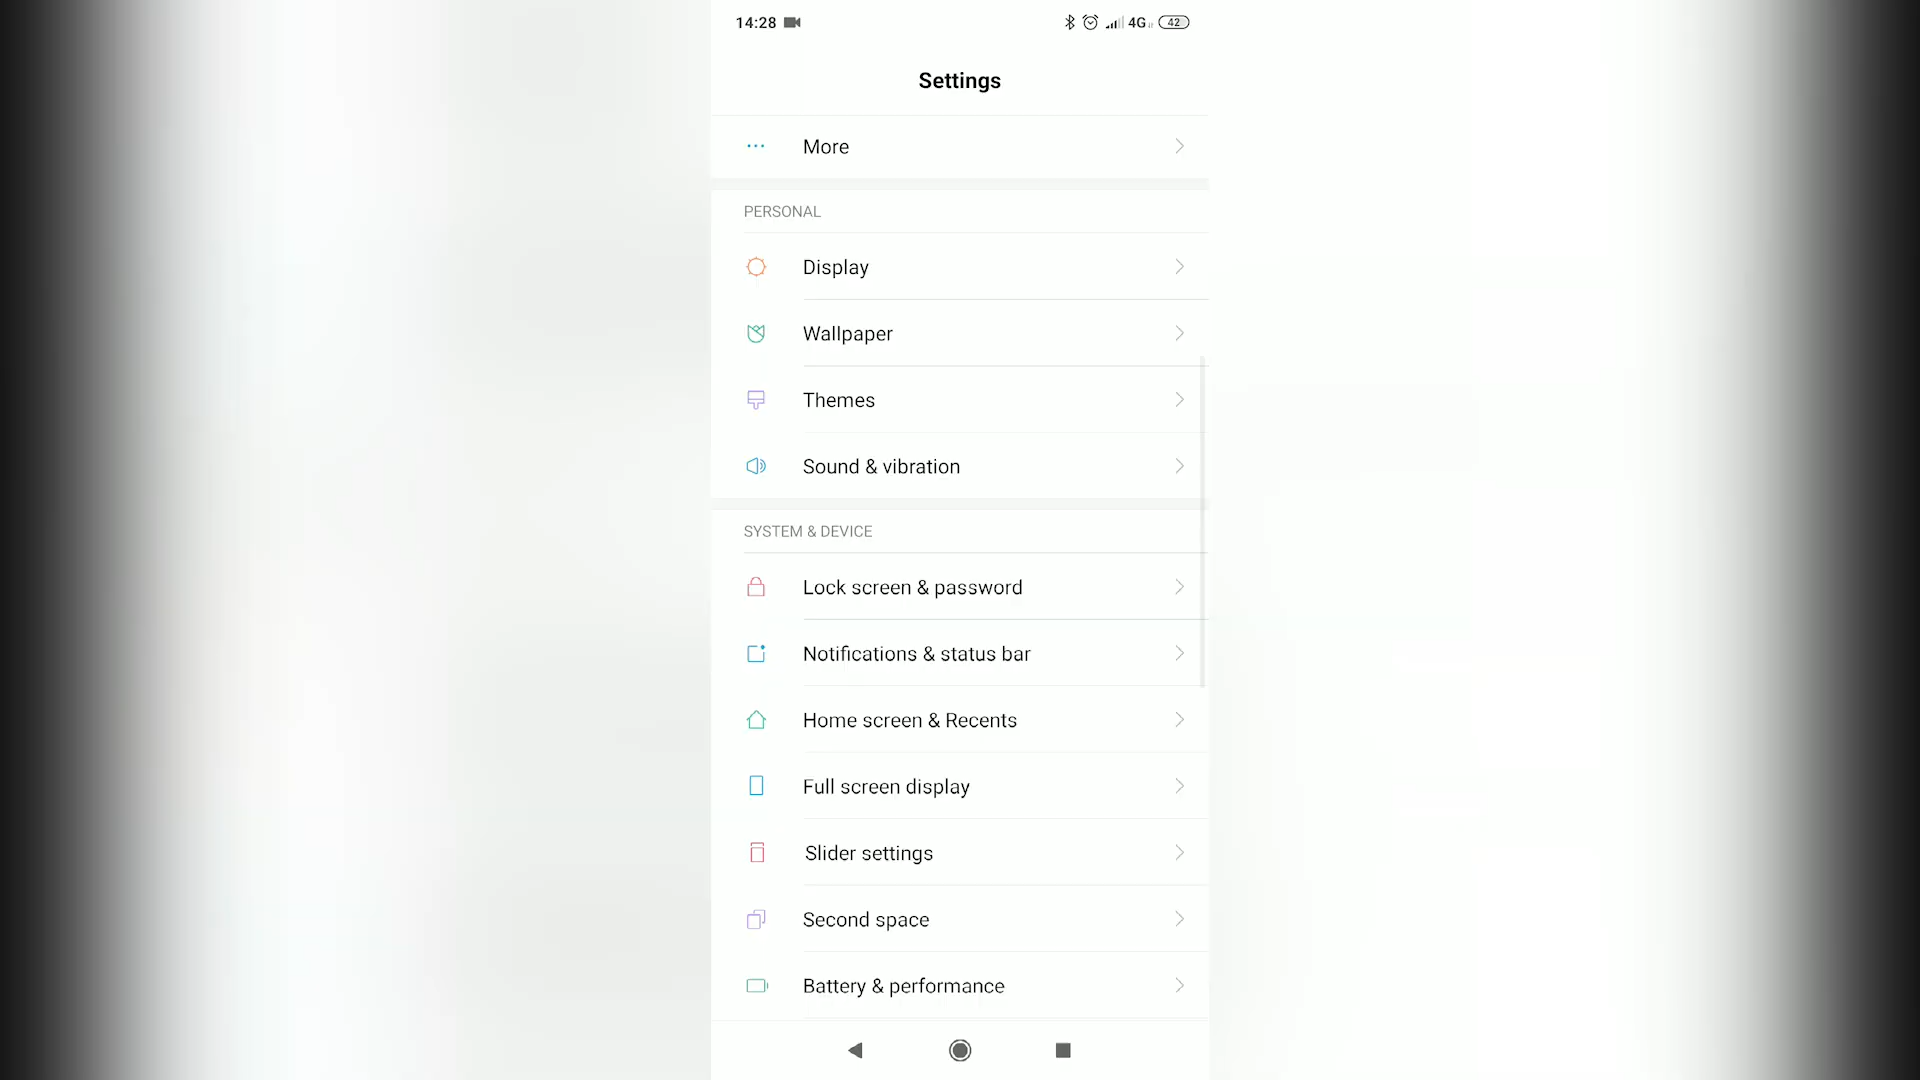 14:28 4G 42
Settings
More
PERSONAL
Display
Wallpaper
Themes
Sound & vibration
SYSTEM & DEVICE
Lock screen & password
Notifications & status bar
Home screen & Recents
Full screen display
Slider settings
Second space
Battery & performance